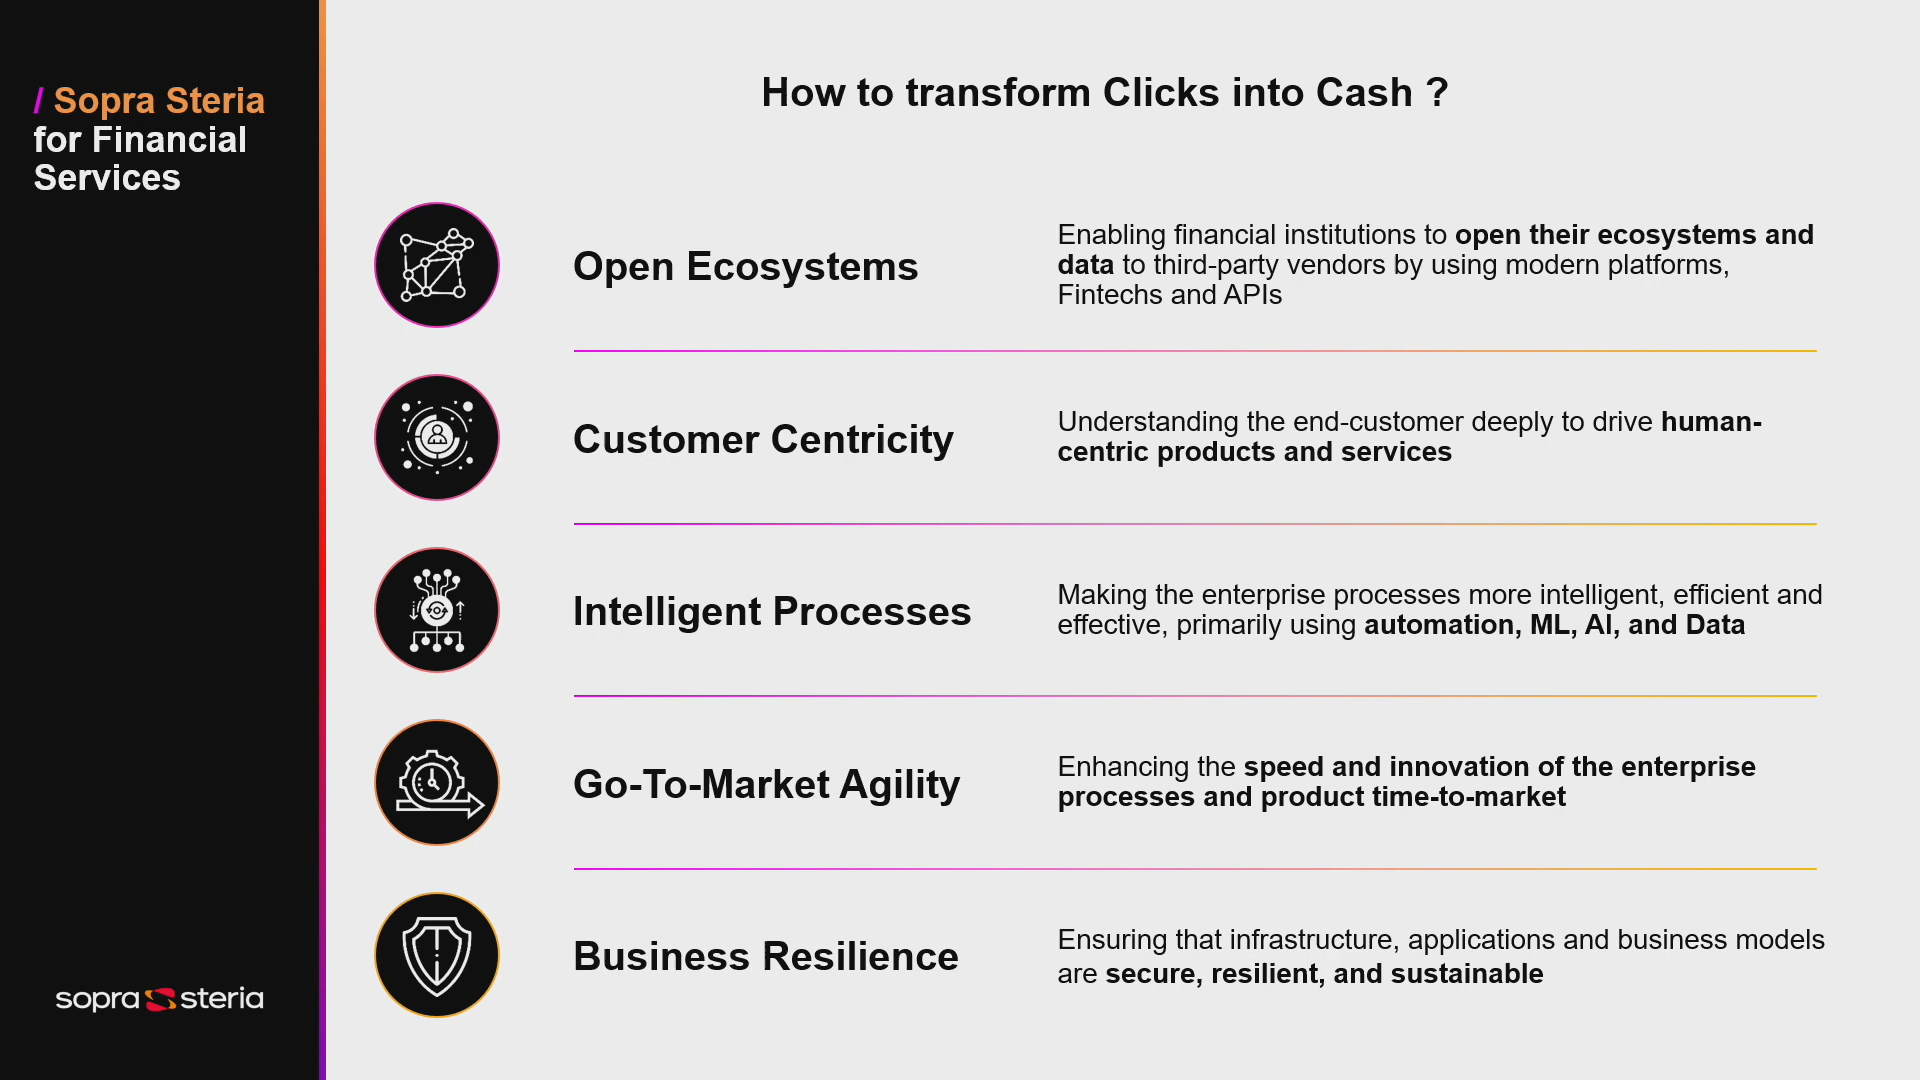 / Sopra Steria
for Financial
Services
How to transform Clicks into Cash ?
Open Ecosystems
Enabling financial institutions to open their ecosystems and
data to third-party vendors by using modern platforms,
Fintechs and APIs
Customer Centricity
Understanding the end-customer deeply to drive human-
centric products and services
Intelligent Processes
Making the enterprise processes more intelligent, efficient and
effective, primarily using automation, ML, AI, and Data
Go-To-Market Agility
Enhancing the speed and innovation of the enterprise
processes and product time-to-market
Business Resilience
Ensuring that infrastructure, applications and business models
are secure, resilient, and sustainable
sopra steria